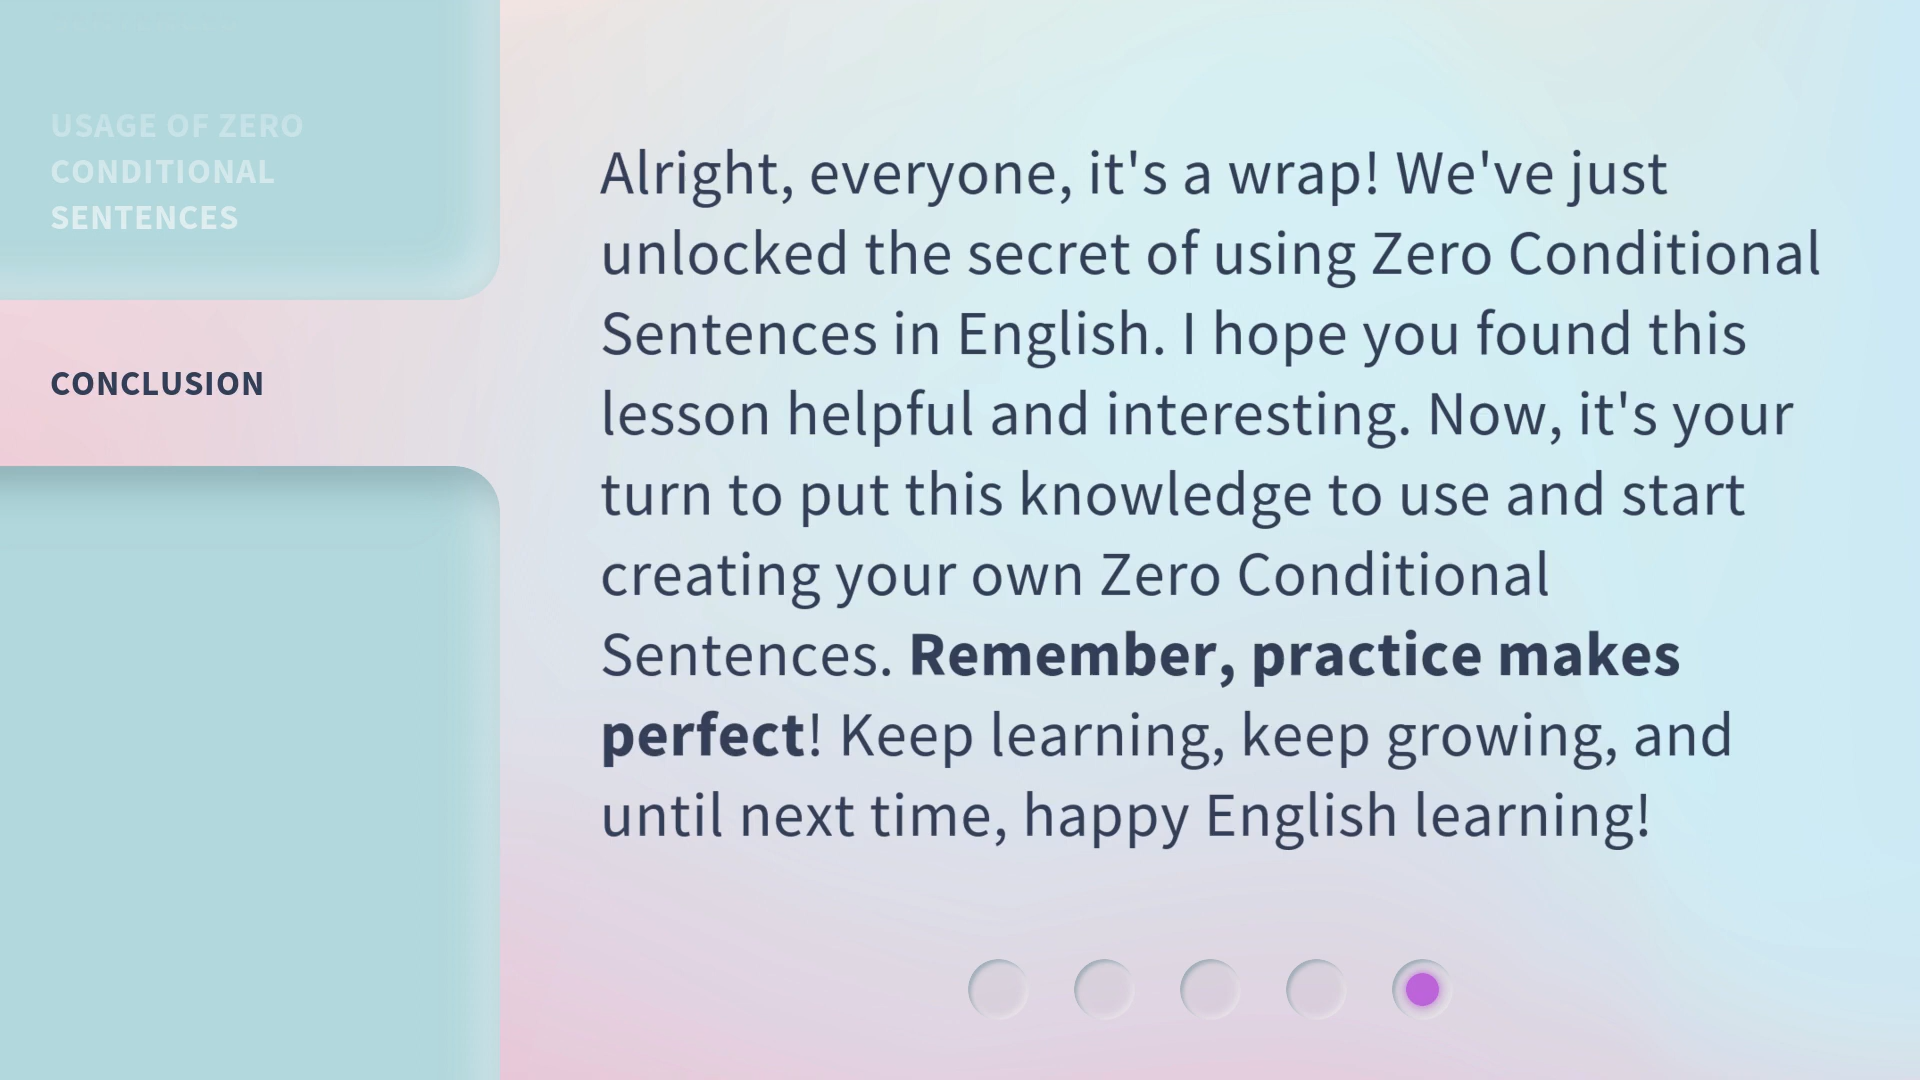 USAGE OF ZERO
CONDITIONAL
SENTENCES
CONCLUSION
Alright, everyone, it's a wrap! We've just
unlocked the secret of using Zero Conditional
Sentences in English. I hope you found this
lesson helpful and interesting. Now, it's your
turn to put this knowledge to use and start
creating your own Zero Conditional
Sentences. Remember, practice makes
perfect! Keep learning, keep growing, and
until next time, happy English learning!